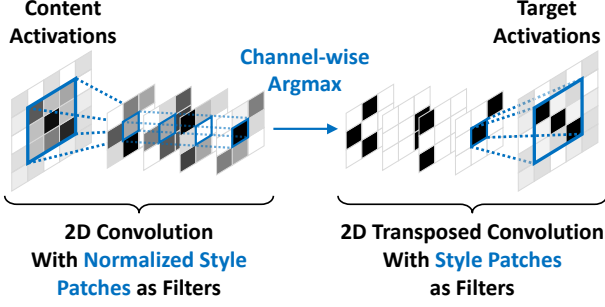 Content
Activations
Channel-wise
Argmax
Target
Activations
2D Convolution
With Normalized Style
Patches as Filters
2D Transposed Convolution
With Style Patches
as Filters